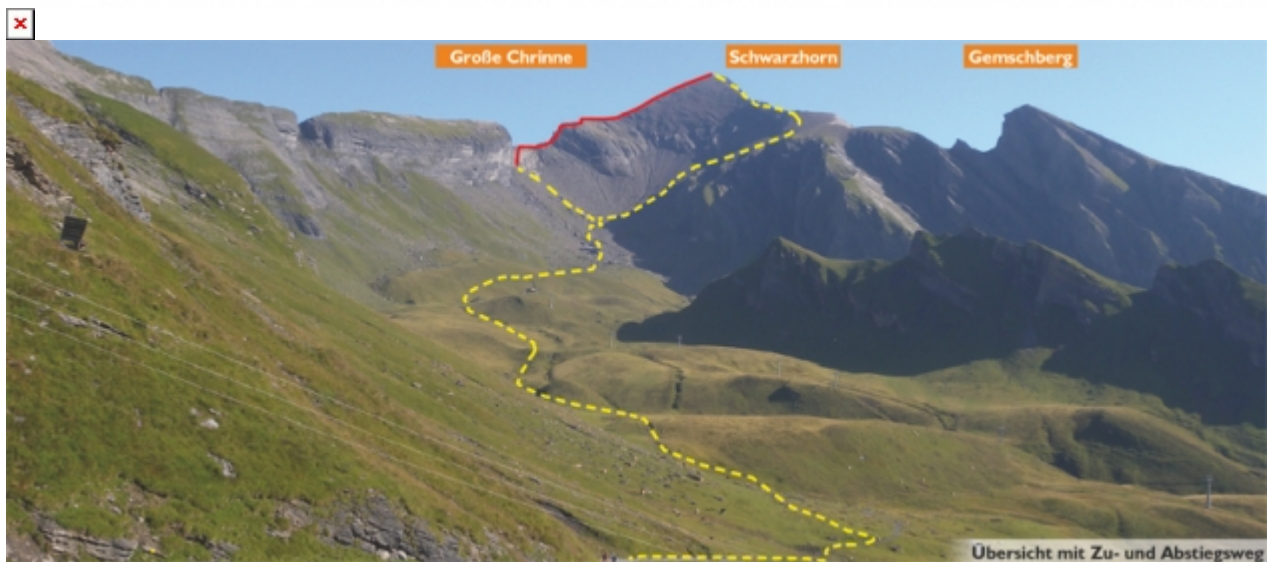 Große Chrinne
Schwarzhorn
Gemschberg
Übersicht mit Zu- und Abstiegsweg